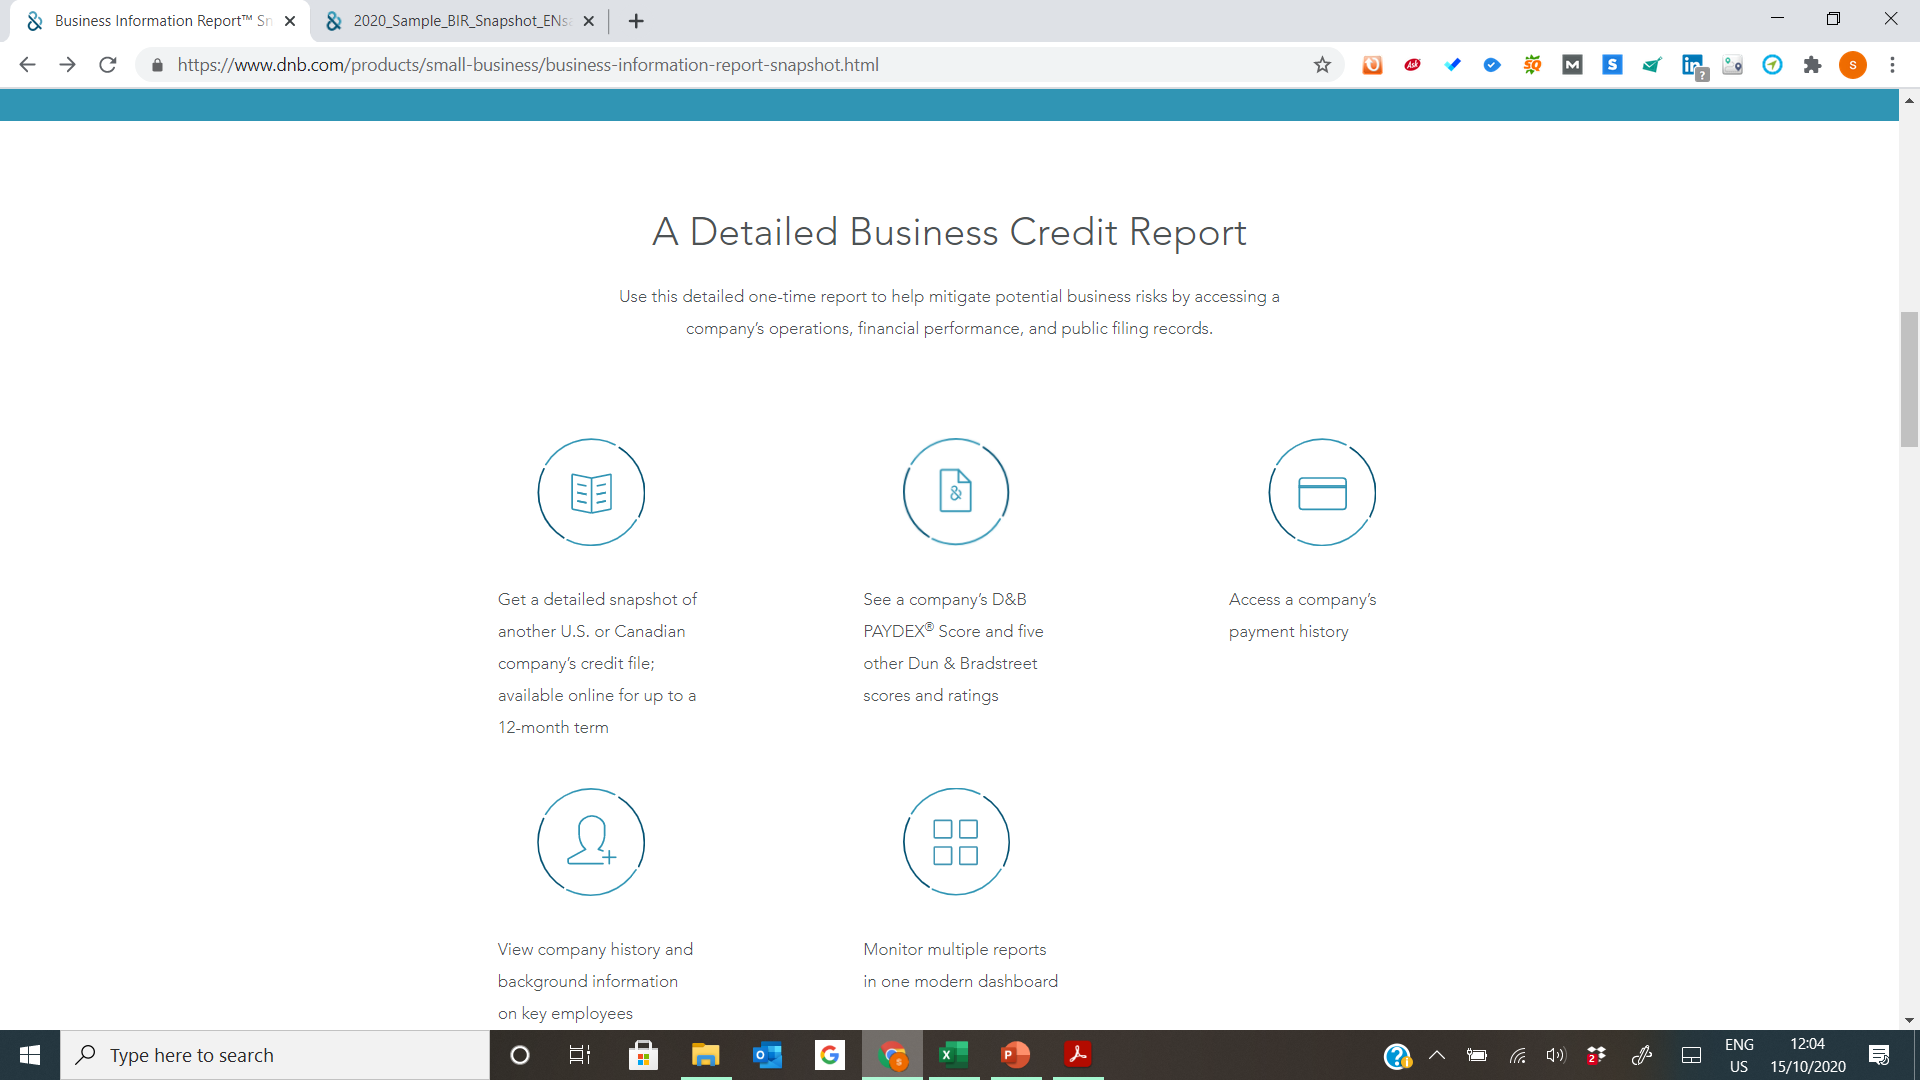 Business Information Report™ Sn
2020_Sample_BIR_Snapshot_ENs
https://www.dnb.com/products/small-business/business-information-report-snapshot.html
A Detailed Business Credit Report
Use this detailed one-time report to help mitigate potential business risks by accessing a
company's operations, financial performance, and public filing records.
&
Get a detailed snapshot of
another U.S. or Canadian
company's credit file;
available online for up to a
12-month term
See a company's D&B
PAYDEX® Score and five
other Dun & Bradstreet
scores and ratings
Access a company's
payment history
View company history and
background information
on key employees
Monitor multiple reports
in one modern dashboard
Type here to search
ENG
US
12:04
15/10/2020